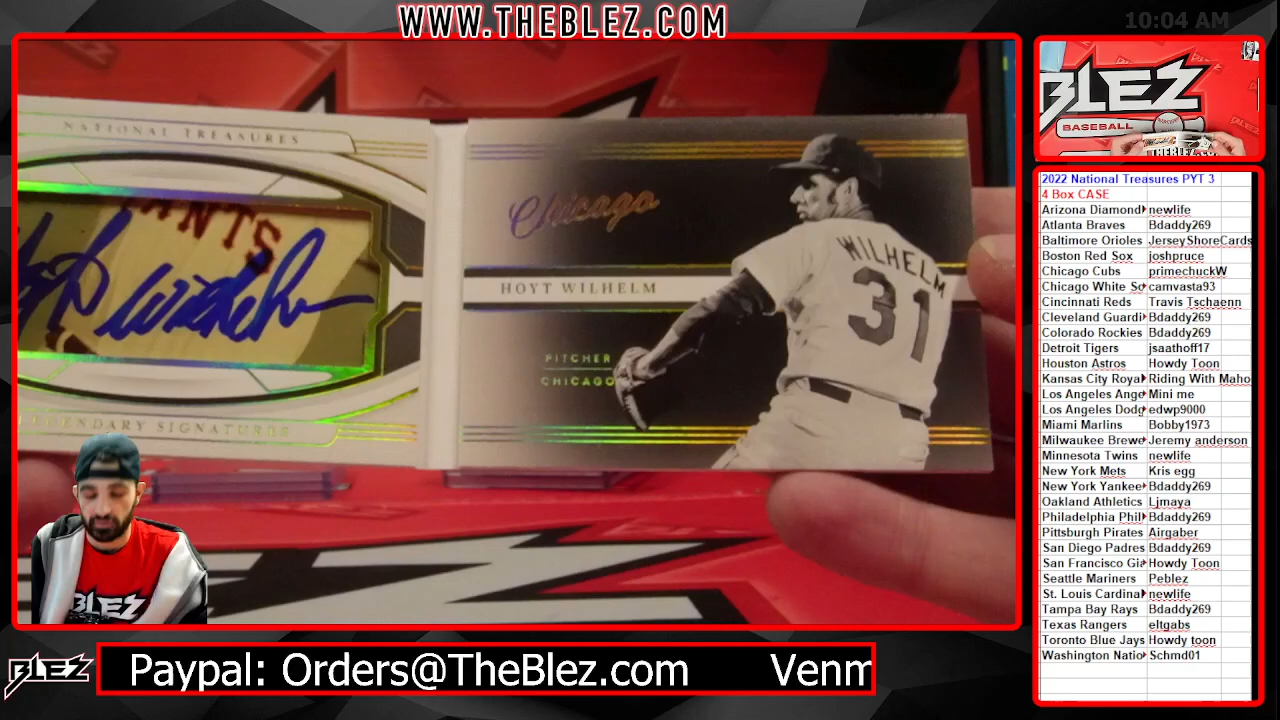 WWW.THEBLEZ.COM
10:04 AM
NATIONAL TREASURES
ANTS
LEGENDARY SIGNATURES
Chicago
HOYT WILHELM
PITCHER
CHICAGO
WILHELM
31
BLEZ
BLEZ
BASEBALL
2022 National Treasures PYT 3
4 Box CASE
Arizona Diamond newlife
Atlanta Braves Bdaddy269
Baltimore Orioles JerseyShoreCards
Boston Red Sox joshpruce
Chicago Cubs primechuckW
Chicago White So camvasta93
Cincinnati Reds Travis Tschaenn
Cleveland Guardi Bdaddy269
Colorado Rockies Bdaddy269
Detroit Tigers jsaathoff17
Houston Astros Howdy Toon
Kansas City Roya Riding With Maho
Los Angeles Ange Mini me
Los Angeles Dodg edwp9000
Miami Marlins Bobby1973
Milwaukee Brewe Jeremy anderson
Minnesota Twins newlife
New York Mets Kris egg
New York Yankee Bdaddy269
Oakland Athletics Ljmaya
Philadelphia Phil Bdaddy269
Pittsburgh Pirates Airgaber
San Diego Padres Bdaddy269
San Francisco Gia Howdy Toon
Seattle Mariners Peblez
St. Louis Cardinal newlife
Tampa Bay Rays Bdaddy269
Texas Rangers eltgabs
Toronto Blue Jays Howdy toon
Washington Natio Schmd01
BLEZ
Paypal: Orders@TheBlez.com Venm